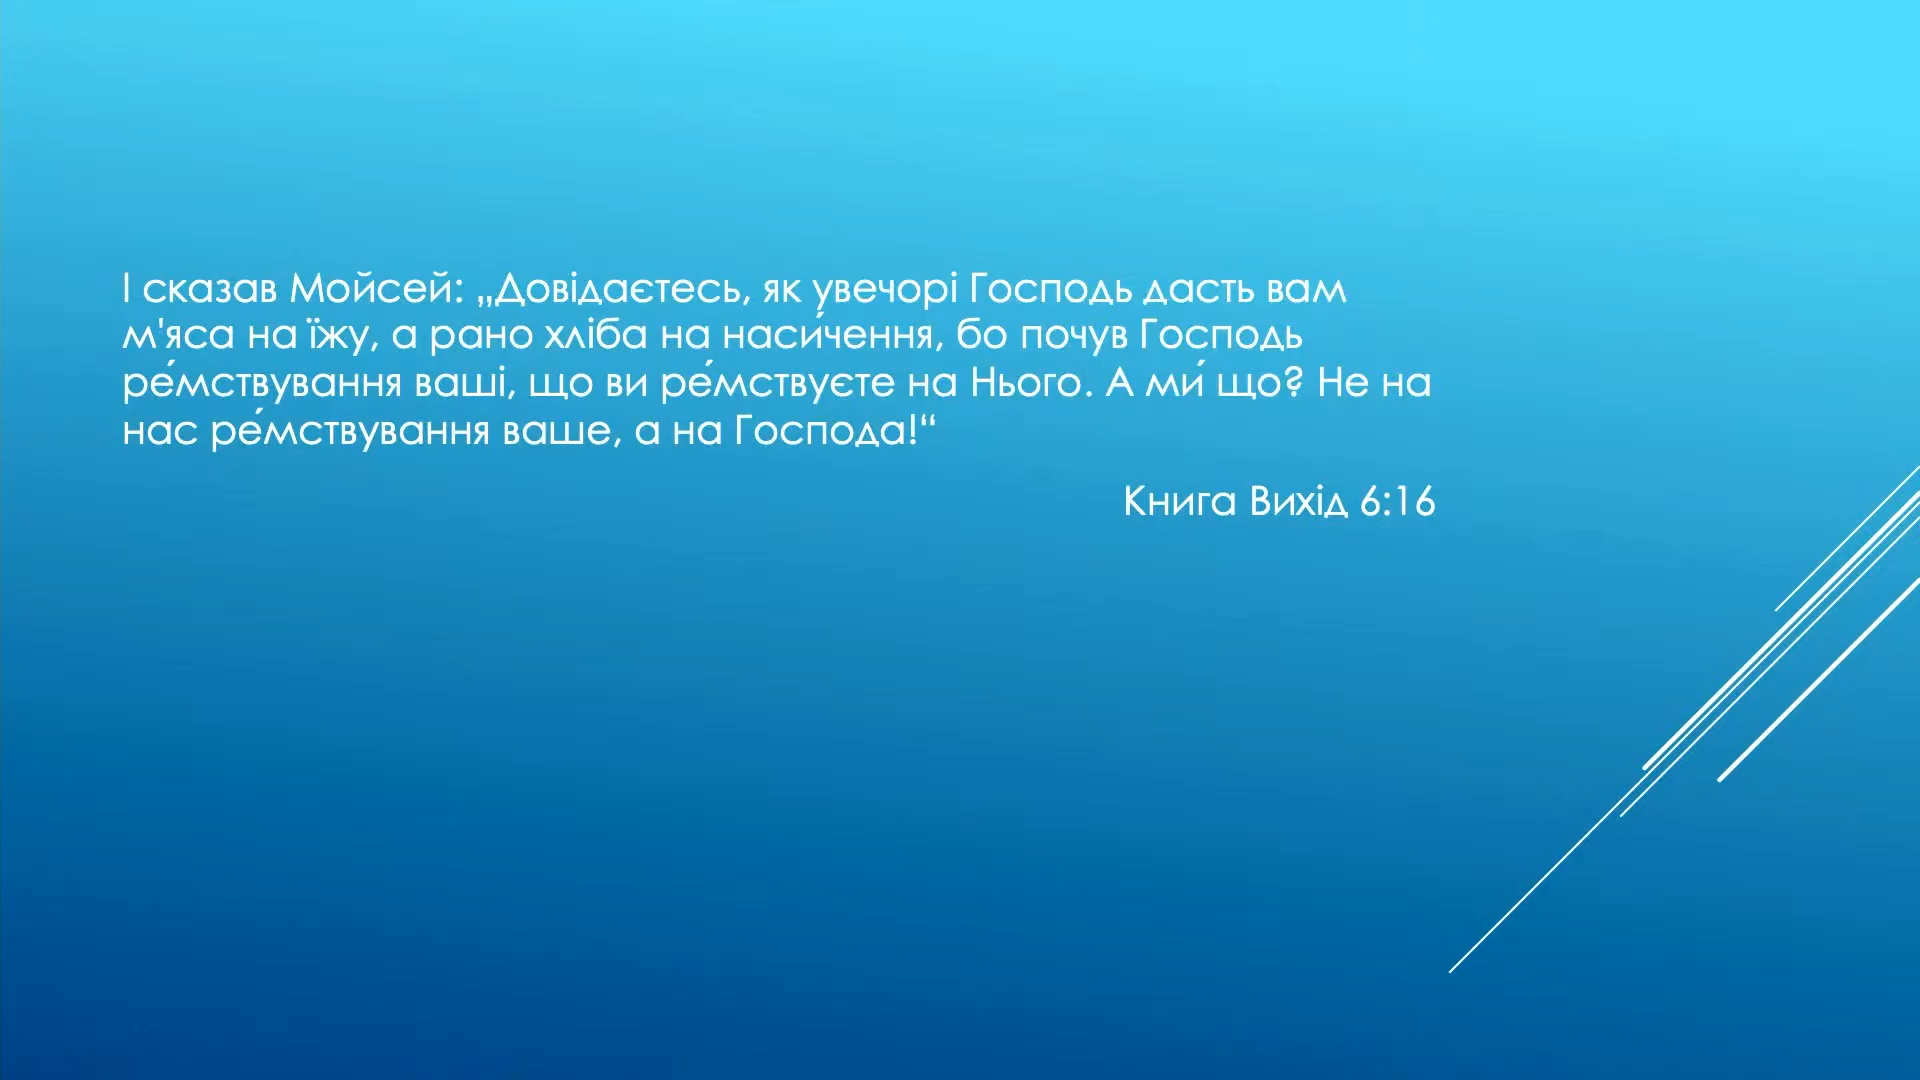 І сказав Мойсей: „Довідаєтесь, як увечорі Господь дасть вам
м'яса на їжу, а рано хліба на наси́чення, бо почув Господь
ре́мствування ваші, що ви ре́мствуєте на Нього. А ми́ що? Не на
нас ре́мствування ваше, а на Господа!“
Книга Вихід 6:16